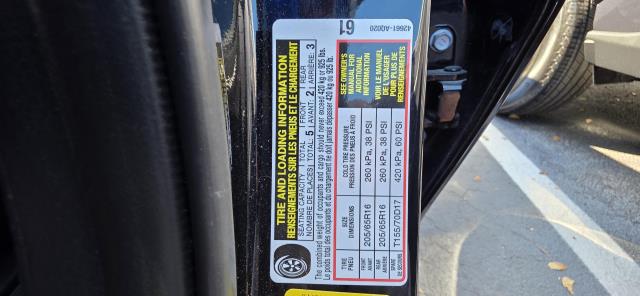 TIRE AND LOADING INFORMATION
RENSEIGNEMENTS SUR LES PNEUS ET LE CHARGEMENT
SEATING CAPACITY TOTAL FRONT REAR
NOMBRE DE PLACES TOTAL 5 AVANT: 2 ARRIÈRE: 3
The combined weight of occupants and cargo should never exceed 420 kg or 925 lbs.
Le poids total des occupants et du chargement ne doit jamais dépasser 420 kg ou 925 lb.
TIRE SIZE COLD TIRE PRESSURE
PNEU DIMENSIONS PRESSION DES PNEUS À FROID
FRONT 205/65R16 260 kPa, 38 PSI
AVANT
REAR 205/65R16 260 kPa, 38 PSI
ARRIÈRE
SPARE T155/70D17 420 kPa, 60 PSI
DE SECOURS
SEE OWNER'S
MANUAL FOR
ADDITIONAL
INFORMATION
VOIR LE MANUEL
DE L'USAGER
POUR PLUS DE
RENSEIGNEMENTS
61
42661-AQ020